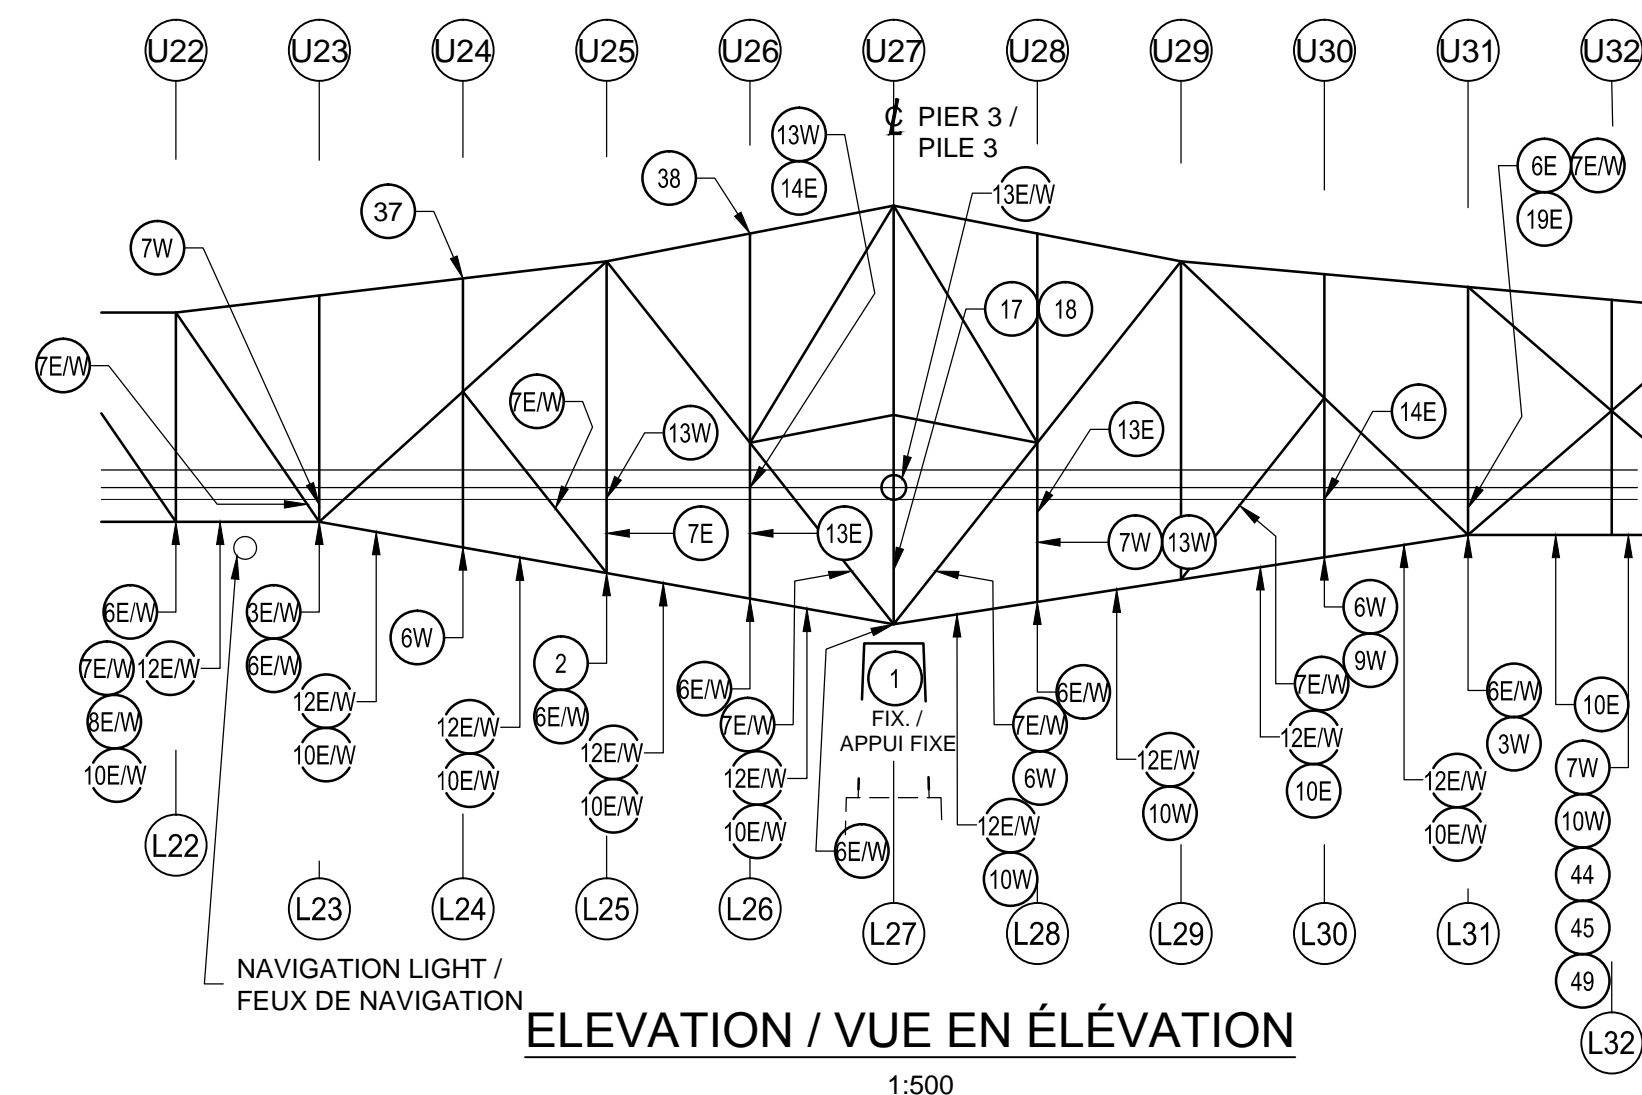 U22 U23 U24 U25 U26 U27 U28 U29 U30 U31 U32
℄ PIER 3 /
PILE 3
13W
14E
13E/W
6E 7E/W
19E
38
37
7W
17 18
7E/W
7E/W
13W
13E
14E
7E
13E
7W 13W
6E/W
7E/W 12E/W
8E/W
10E/W
3E/W
6E/W
12E/W
10E/W
6W
12E/W
10E/W
2
6E/W
12E/W
10E/W
6E/W
7E/W
12E/W
10E/W
1
FIX. /
APPUI FIXE
6E/W
7E/W
6W
6E/W
12E/W
10W
12E/W
10W
6W
9W
7E/W
12E/W
10E
12E/W
10E/W
6E/W
3W
10E
7W
10W
44
45
49
L22 L23 L24 L25 L26 L27 L28 L29 L30 L31 L32
NAVIGATION LIGHT /
FEUX DE NAVIGATION
ELEVATION / VUE EN ÉLÉVATION
1:500